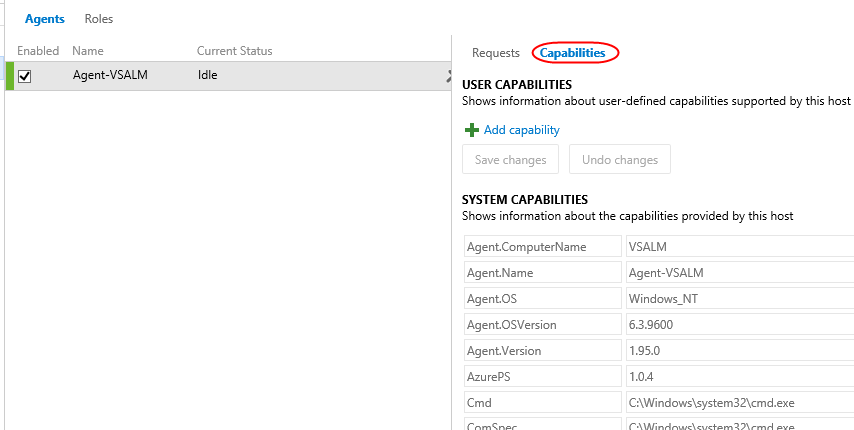 Agents Roles
Enabled Name Current Status
Agent-VSALM Idle
Requests Capabilities
USER CAPABILITIES
Shows information about user-defined capabilities supported by this host
Add capability
Save changes Undo changes
SYSTEM CAPABILITIES
Shows information about the capabilities provided by this host
Agent.ComputerName VSALM
Agent.Name Agent-VSALM
Agent.OS Windows_NT
Agent.OSVersion 6.3.9600
Agent.Version 1.95.0
AzurePS 1.0.4
Cmd C:\Windows\system32\cmd.exe
ComSpec C:\Windows\system32\cmd.exe